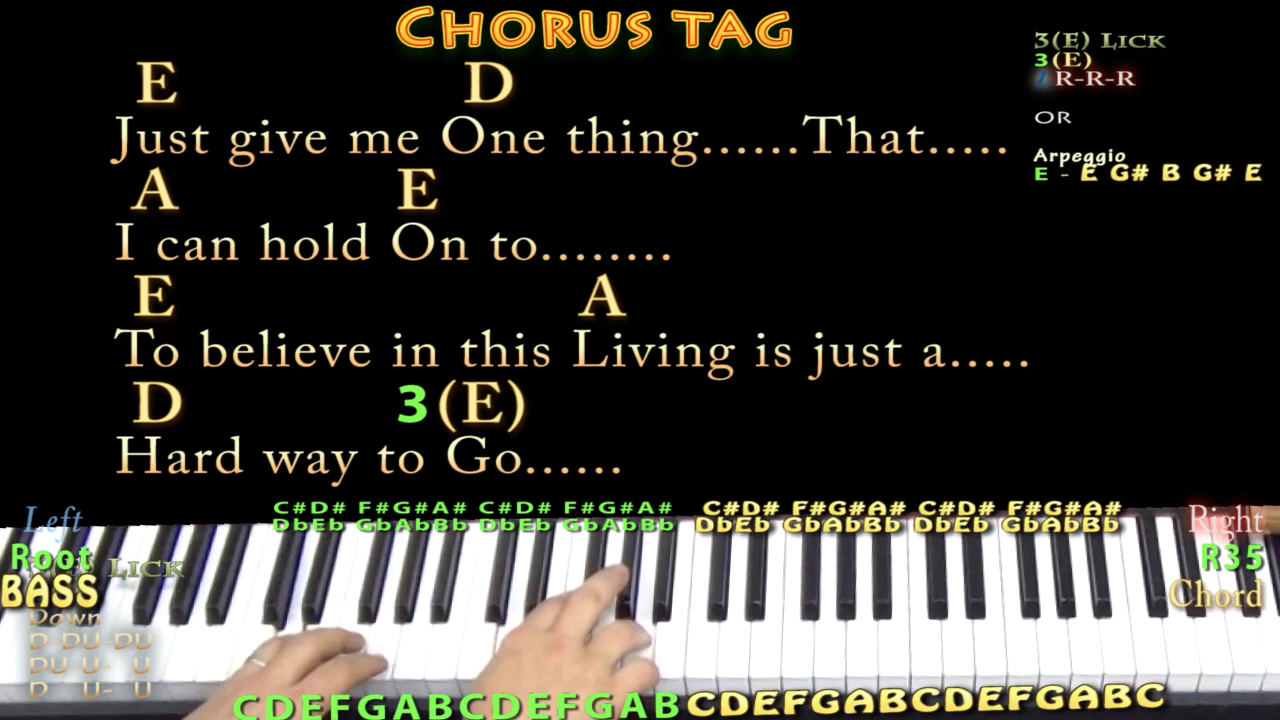 CHORUS TAG
E D
Just give me One thing......That.....
A E
I can hold On to........
E A
To believe in this Living is just a.....
D 3(E)
Hard way to Go......
3(E) LICK
3(E)
L R-R-R
OR
Arpeggio
E - E G# B G# E
C#D# F#G#A# C#D# F#G#A# C#D# F#G#A# C#D# F#G#A#
DbEb GbAbBb DbEb GbAbBb DbEb GbAbBb DbEb GbAbBb
Left
Root
LICK
BASS
Down
D-DU-DU
DU-U- U
D U- U
Right
R35
Chord
CDEFGABCDEFGABCDEFGABCDEFGABC